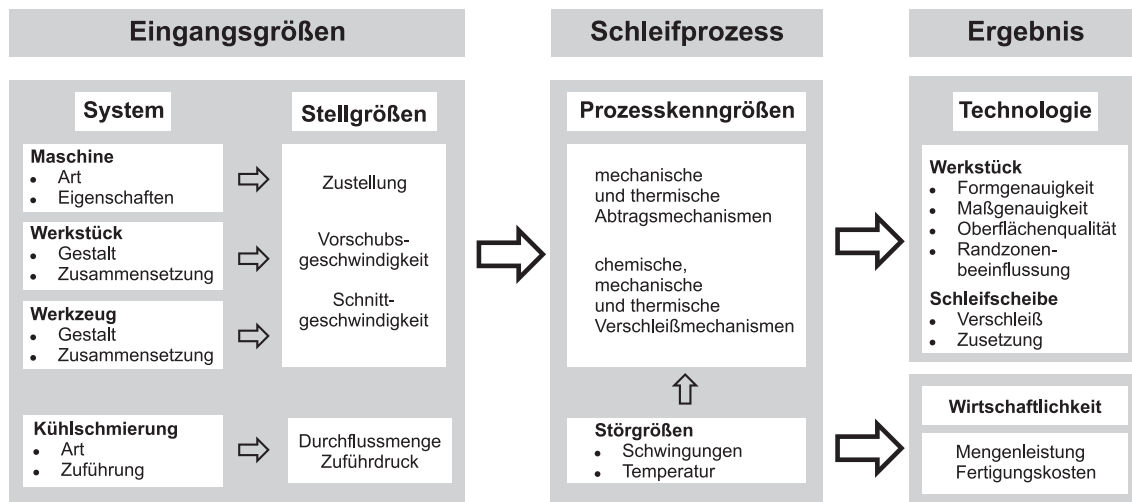 Eingangsgrößen
System
Stellgrößen
Maschine
• Art
• Eigenschaften
Werkstück
• Gestalt
• Zusammensetzung
Werkzeug
• Gestalt
• Zusammensetzung
Kühlschmierung
• Art
• Zuführung
Zustellung
Vorschubs-
geschwindigkeit
Schnitt-
geschwindigkeit
Durchflussmenge
Zuführdruck
Schleifprozess
Prozesskenngrößen
mechanische
und thermische
Abtragsmechanismen
chemische,
mechanische
und thermische
Verschleißmechanismen
Störgrößen
• Schwingungen
• Temperatur
Ergebnis
Technologie
Werkstück
• Formgenauigkeit
• Maßgenauigkeit
• Oberflächenqualität
• Randzonen-
beeinflussung
Schleifscheibe
• Verschleiß
• Zusetzung
Wirtschaftlichkeit
Mengenleistung
Fertigungskosten